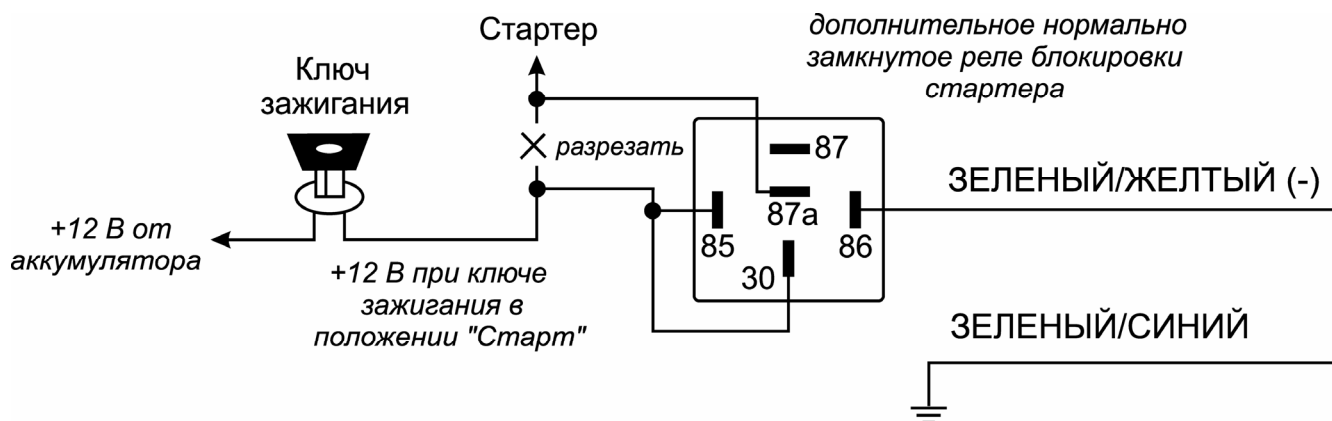 Стартер
дополнительное нормально
замкнутое реле блокировки
стартера
Ключ
зажигания
разрезать
87
87а
85
86
30
ЗЕЛЕНЫЙ/ЖЕЛТЫЙ (-)
+12 В от
аккумулятора
+12 В при ключе
зажигания в
положении "Старт"
ЗЕЛЕНЫЙ/СИНИЙ